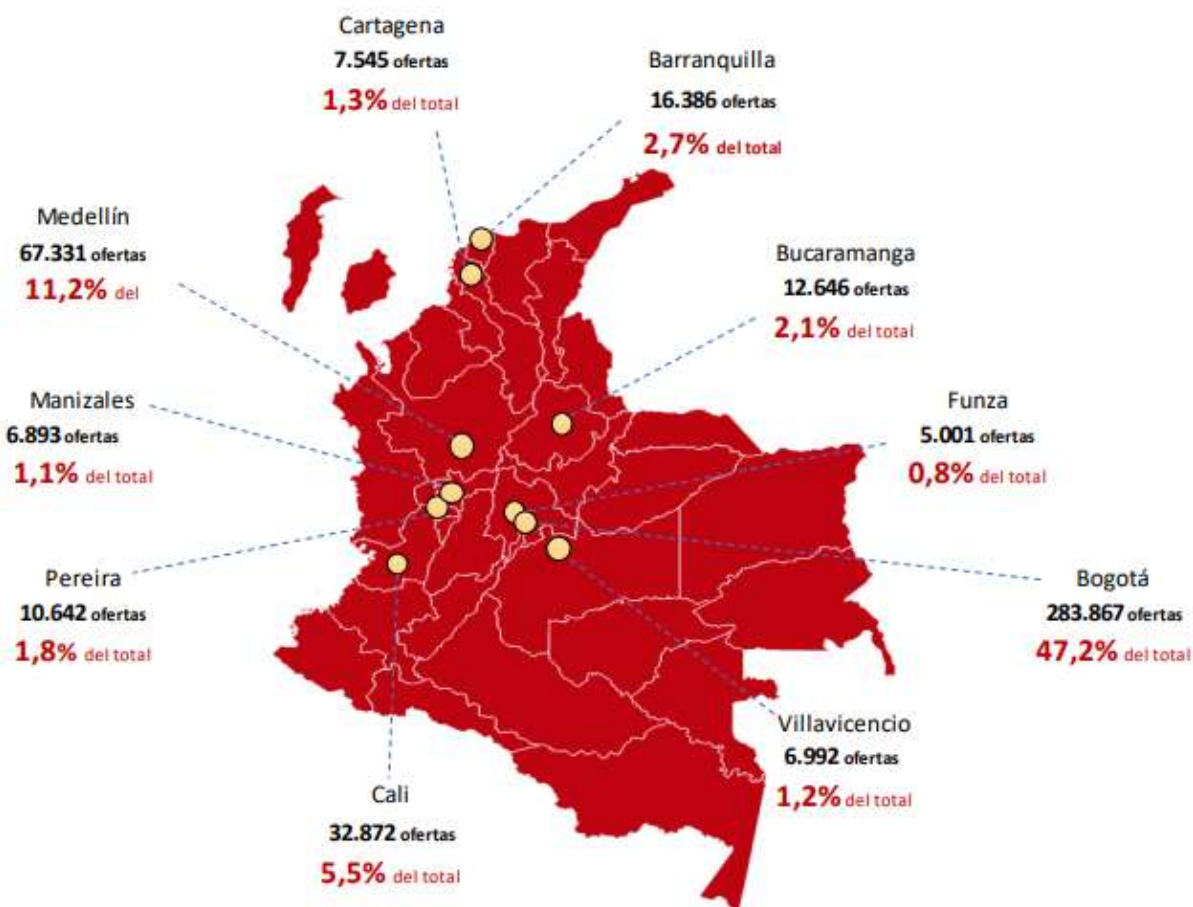 Cartagena
7.545 ofertas
1,3% del total
Barranquilla
16.386 ofertas
2,7% del total
Medellín
67.331 ofertas
11,2% del
Bucaramanga
12.646 ofertas
2,1% del total
Manizales
6.893 ofertas
1,1% del total
Funza
5.001 ofertas
0,8% del total
Pereira
10.642 ofertas
1,8% del total
Bogotá
283.867 ofertas
47,2% del total
Villavicencio
6.992 ofertas
1,2% del total
Cali
32.872 ofertas
5,5% del total